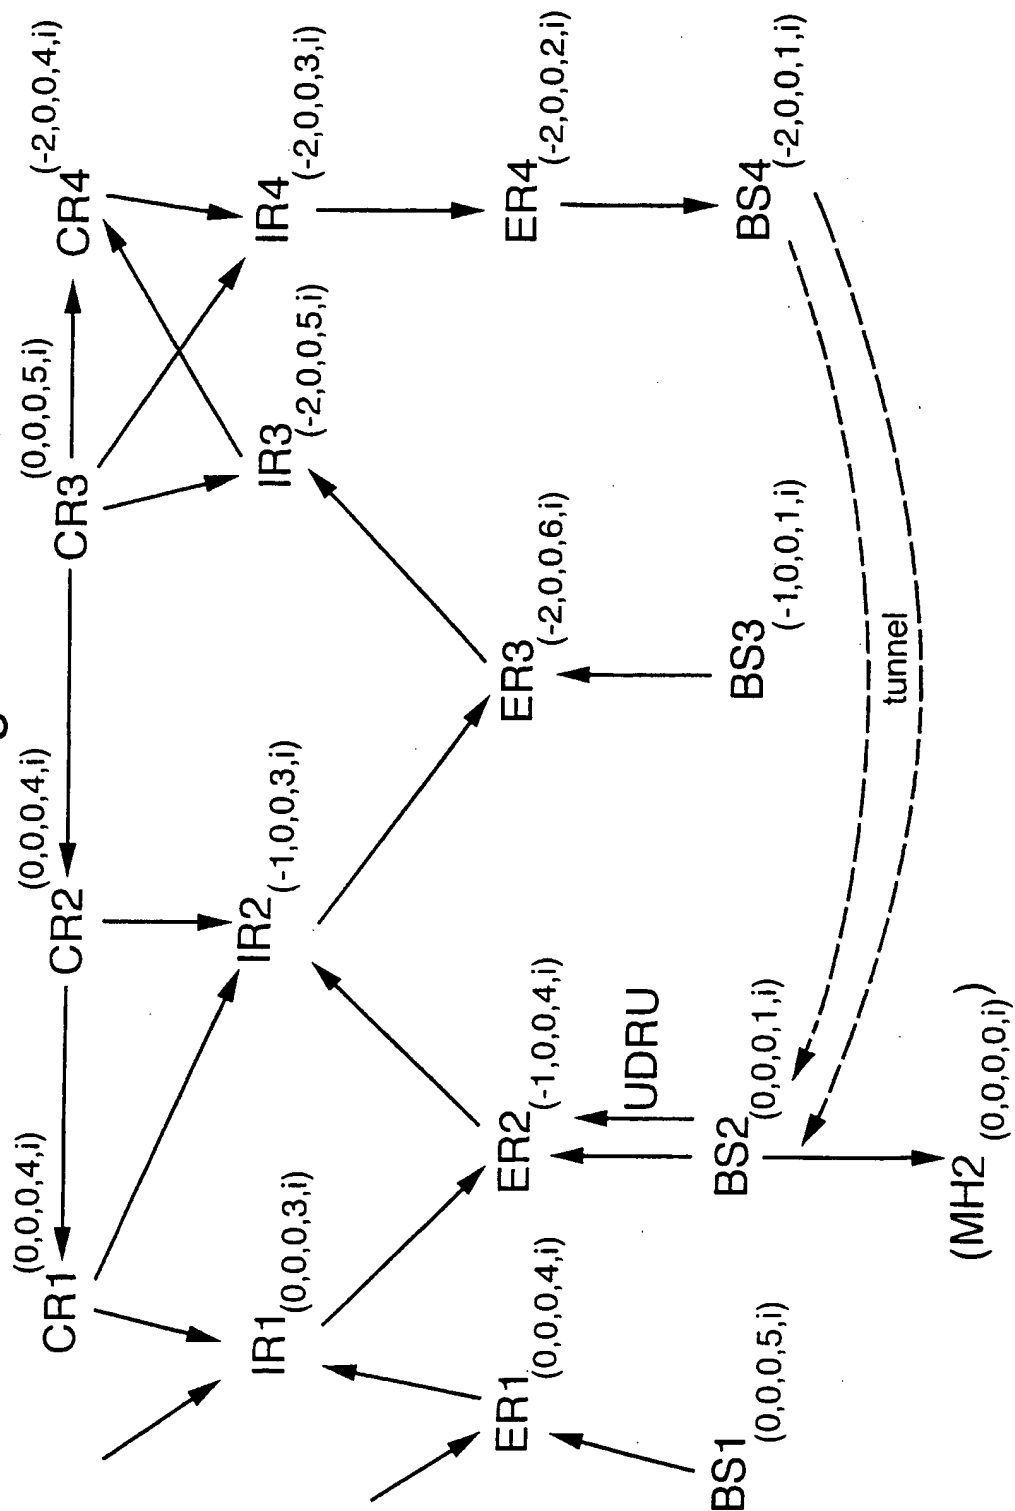 CR1(0,0,0,4,i)
CR2(0,0,0,4,i)
CR3(0,0,0,5,i)
CR4(-2,0,0,4,i)
IR1(0,0,0,3,i)
IR2(-1,0,0,3,i)
IR3(-2,0,0,5,i)
IR4(-2,0,0,3,i)
ER1(0,0,0,4,i)
ER2(-1,0,0,4,i)
ER3(-2,0,0,6,i)
ER4(-2,0,0,2,i)
UDRU
BS1(0,0,0,5,i)
BS2(0,0,0,1,i)
BS3(-1,0,0,1,i)
BS4(-2,0,0,1,i)
tunnel
(MH2(0,0,0,0,i))